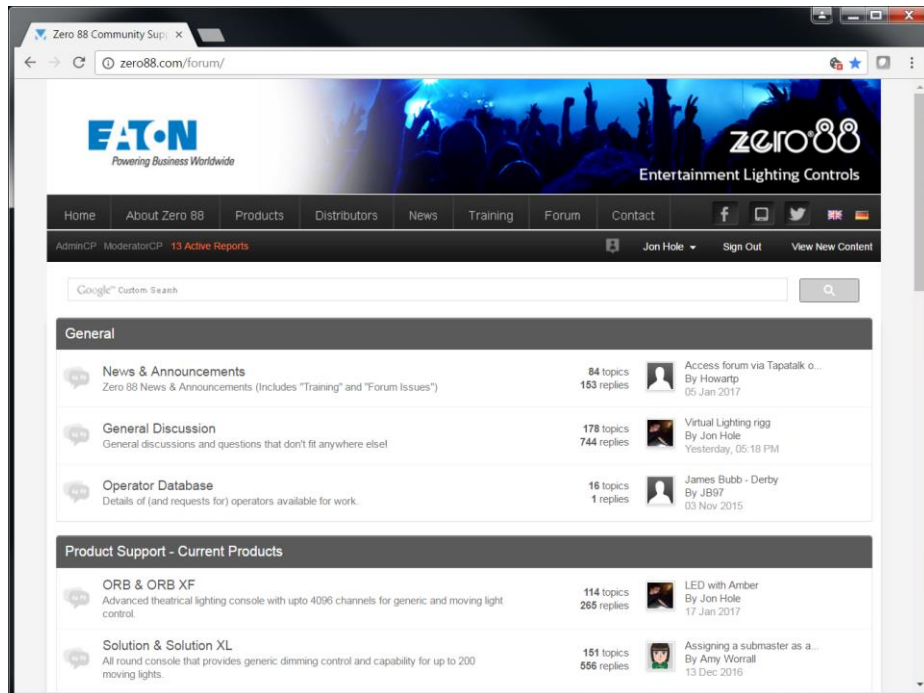 Zero 88 Community Sup
zero88.com/forum/
EATON
Powering Business Worldwide
zero88
Entertainment Lighting Controls
Home About Zero 88 Products Distributors News Training Forum Contact
AdminCP ModeratorCP 13 Active Reports Jon Hole Sign Out View New Content
Google™ Custom Search
General
News & Announcements
Zero 88 News & Announcements (Includes "Training" and "Forum Issues")
84 topics
153 replies
Access forum via Tapatalk o...
By Howartp
05 Jan 2017
General Discussion
General discussions and questions that don't fit anywhere else!
178 topics
744 replies
Virtual Lighting rigg
By Jon Hole
Yesterday, 05:18 PM
Operator Database
Details of (and requests for) operators available for work.
16 topics
1 replies
James Bubb - Derby
By JB97
03 Nov 2015
Product Support - Current Products
ORB & ORB XF
Advanced theatrical lighting console with upto 4096 channels for generic and moving light
control.
114 topics
265 replies
LED with Amber
By Jon Hole
17 Jan 2017
Solution & Solution XL
All round console that provides generic dimming control and capability for up to 200
moving lights.
151 topics
556 replies
Assigning a submaster as a...
By Amy Worrall
13 Dec 2016